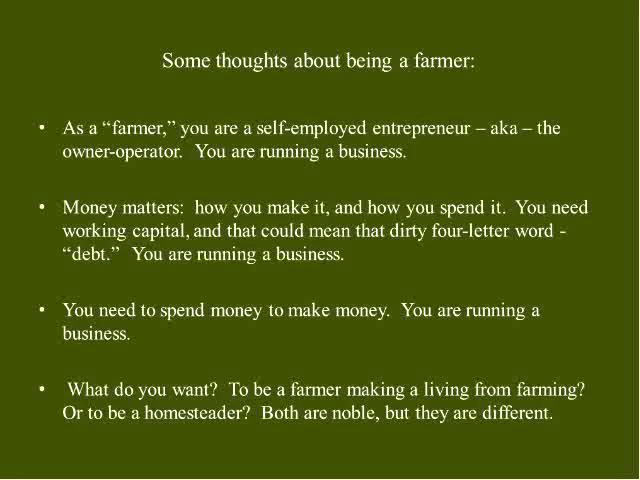 Some thoughts about being a farmer:
• As a “farmer,” you are a self-employed entrepreneur – aka – the
owner-operator.  You are running a business.
• Money matters:  how you make it, and how you spend it.  You need
working capital, and that could mean that dirty four-letter word -
“debt.”  You are running a business.
• You need to spend money to make money.  You are running a
business.
• What do you want?  To be a farmer making a living from farming?
Or to be a homesteader?  Both are noble, but they are different.